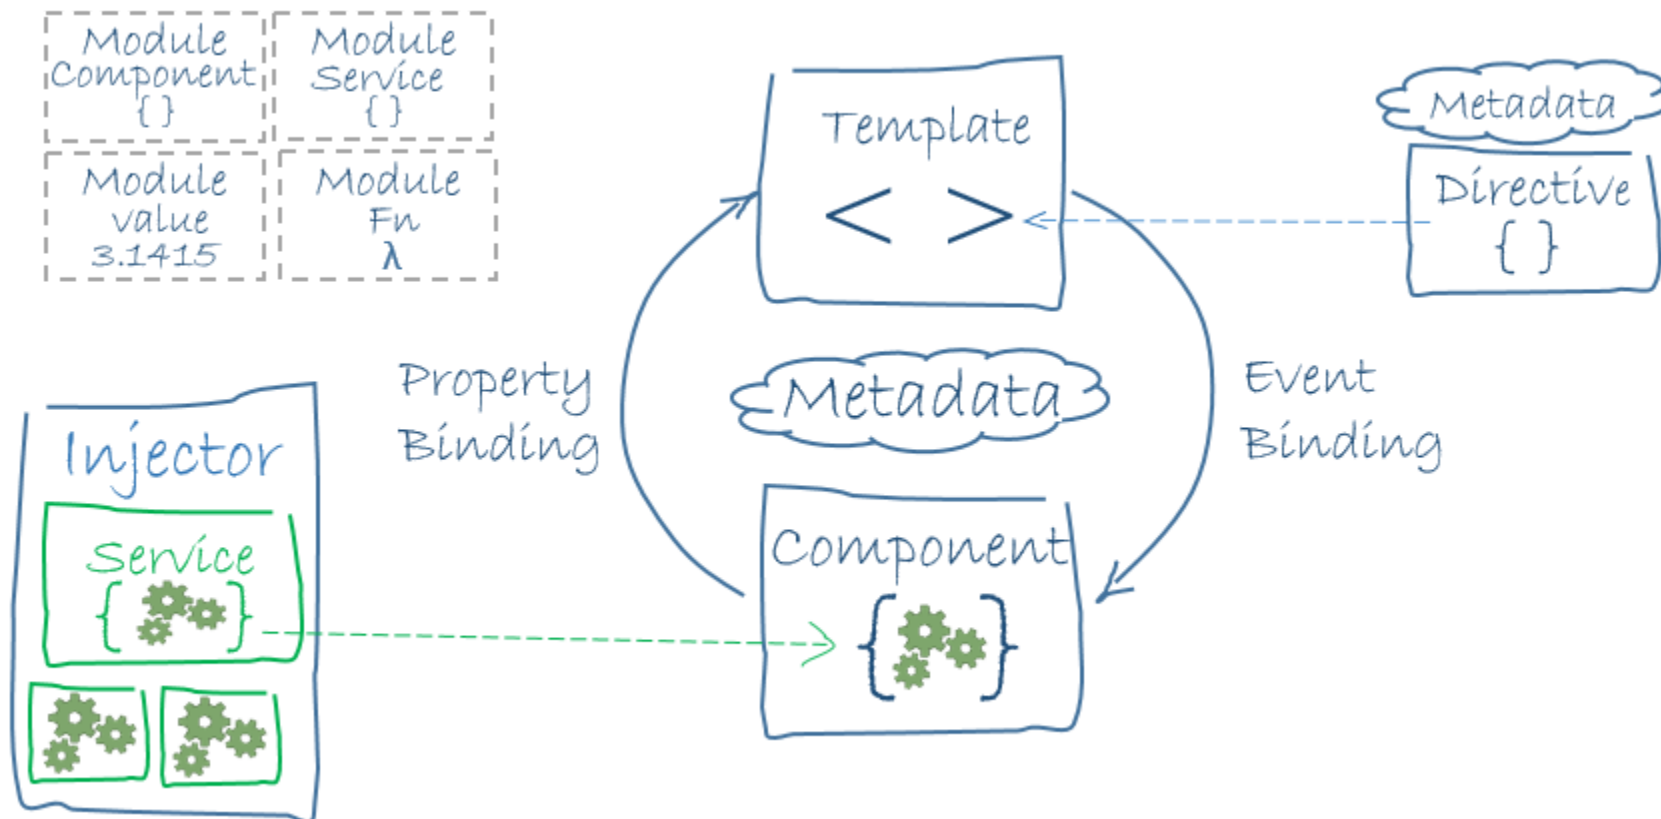 Module
Component
{ }
Module
Service
{ }
Module
value
3.1415
Module
Fn
λ
Template
< >
Metadata
Directive
{ }
Property
Binding
Metadata
Event
Binding
Injector
Service
{ }
Component
{ }